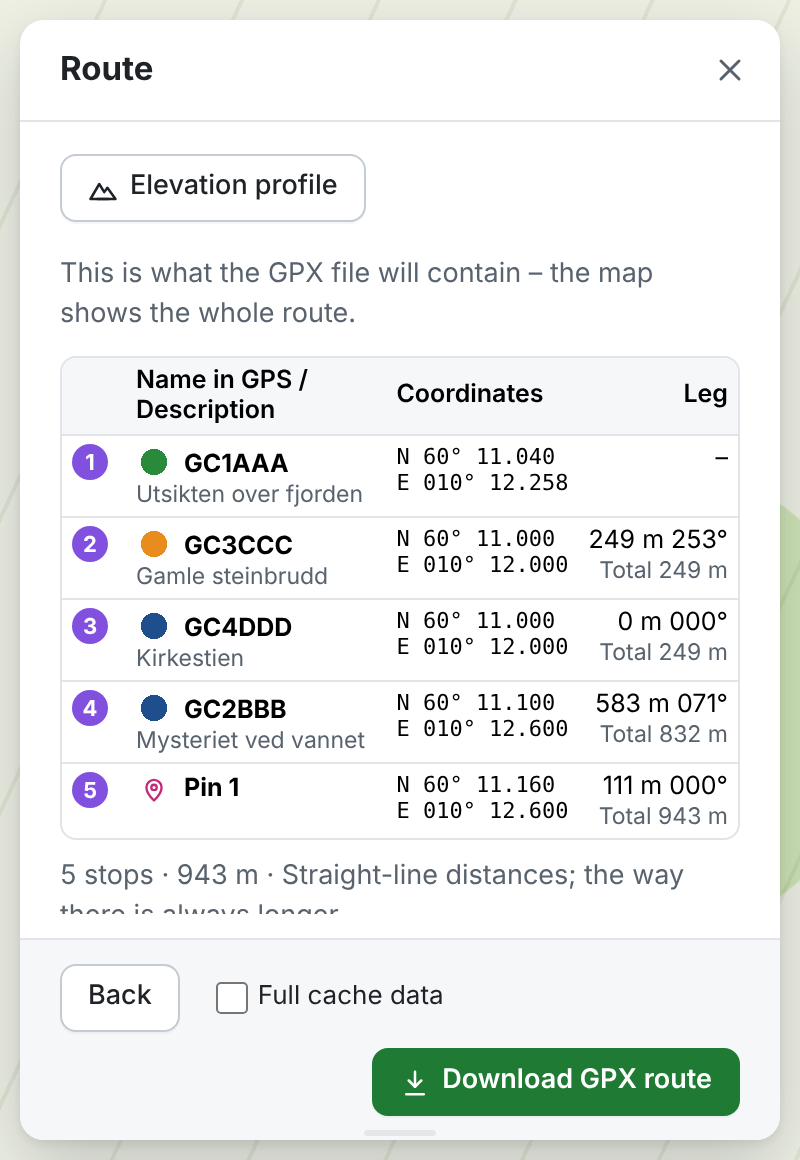 Route
Elevation profile
This is what the GPX file will contain – the map
shows the whole route.
Name in GPS /
Description
Coordinates
Leg
1
GC1AAA
Utsikten over fjorden
N 60° 11.040
E 010° 12.258
–
2
GC3CCC
Gamle steinbrudd
N 60° 11.000
E 010° 12.000
249 m 253°
Total 249 m
3
GC4DDD
Kirkestien
N 60° 11.000
E 010° 12.000
0 m 000°
Total 249 m
4
GC2BBB
Mysteriet ved vannet
N 60° 11.100
E 010° 12.600
583 m 071°
Total 832 m
5
Pin 1
N 60° 11.160
E 010° 12.600
111 m 000°
Total 943 m
5 stops · 943 m · Straight-line distances; the way
there is always longer
Back
Full cache data
Download GPX route